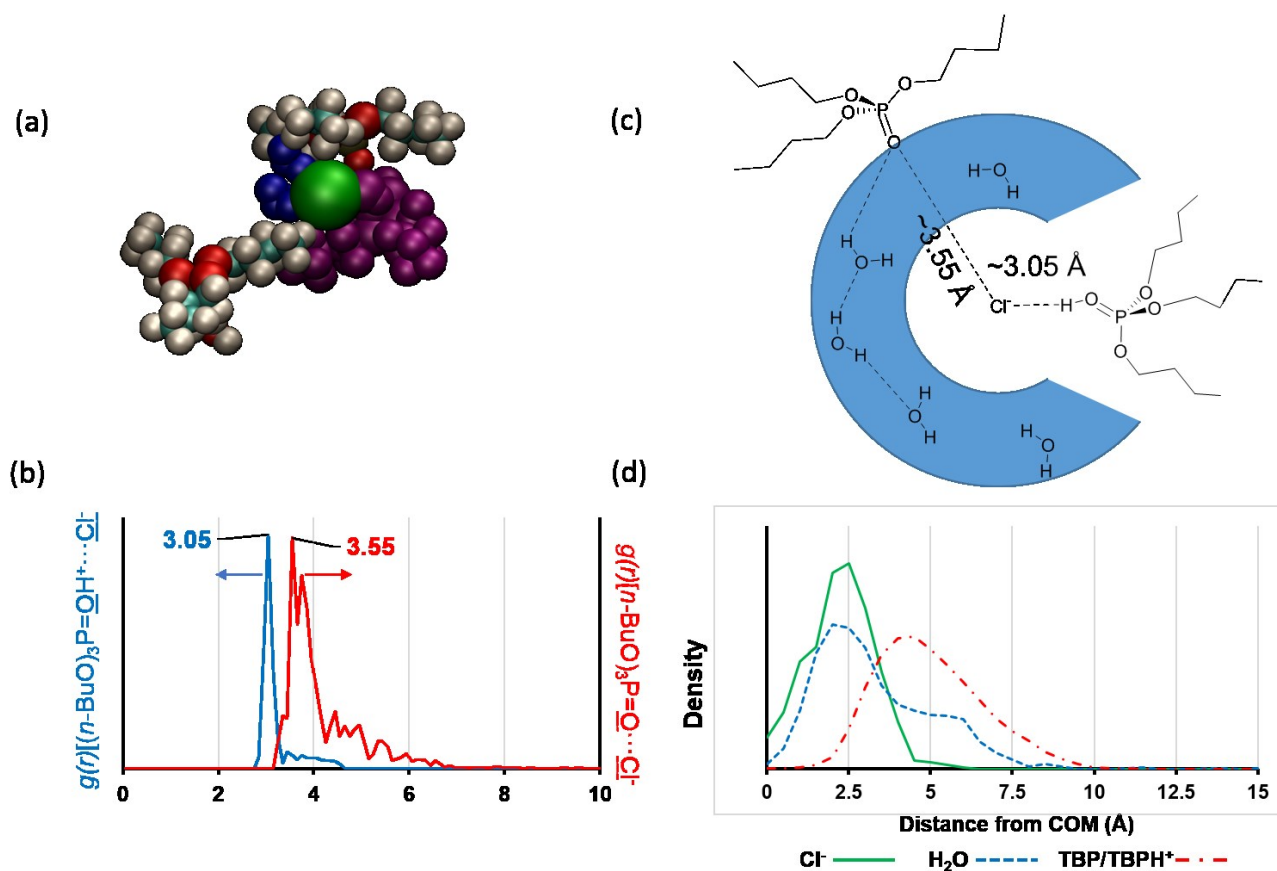 (a)
(c)
O
O
O
P
O
H-O
H
~3.55 Å
~3.05 Å
H
O-H
Cl⁻
H
O
P
O
O
O
H
O-H
H
O
H
H-O
H
(b)
(d)
g(r)[(n-BuO)₃P=OH⁺···Cl⁻
3.05
3.55
g(r)[n-BuO)₃P=O···Cl⁻
0
2
4
6
8
10
Density
0
2.5
5
7.5
10
12.5
15
Distance from COM (Å)
Cl⁻
H₂O
TBP/TBPH⁺